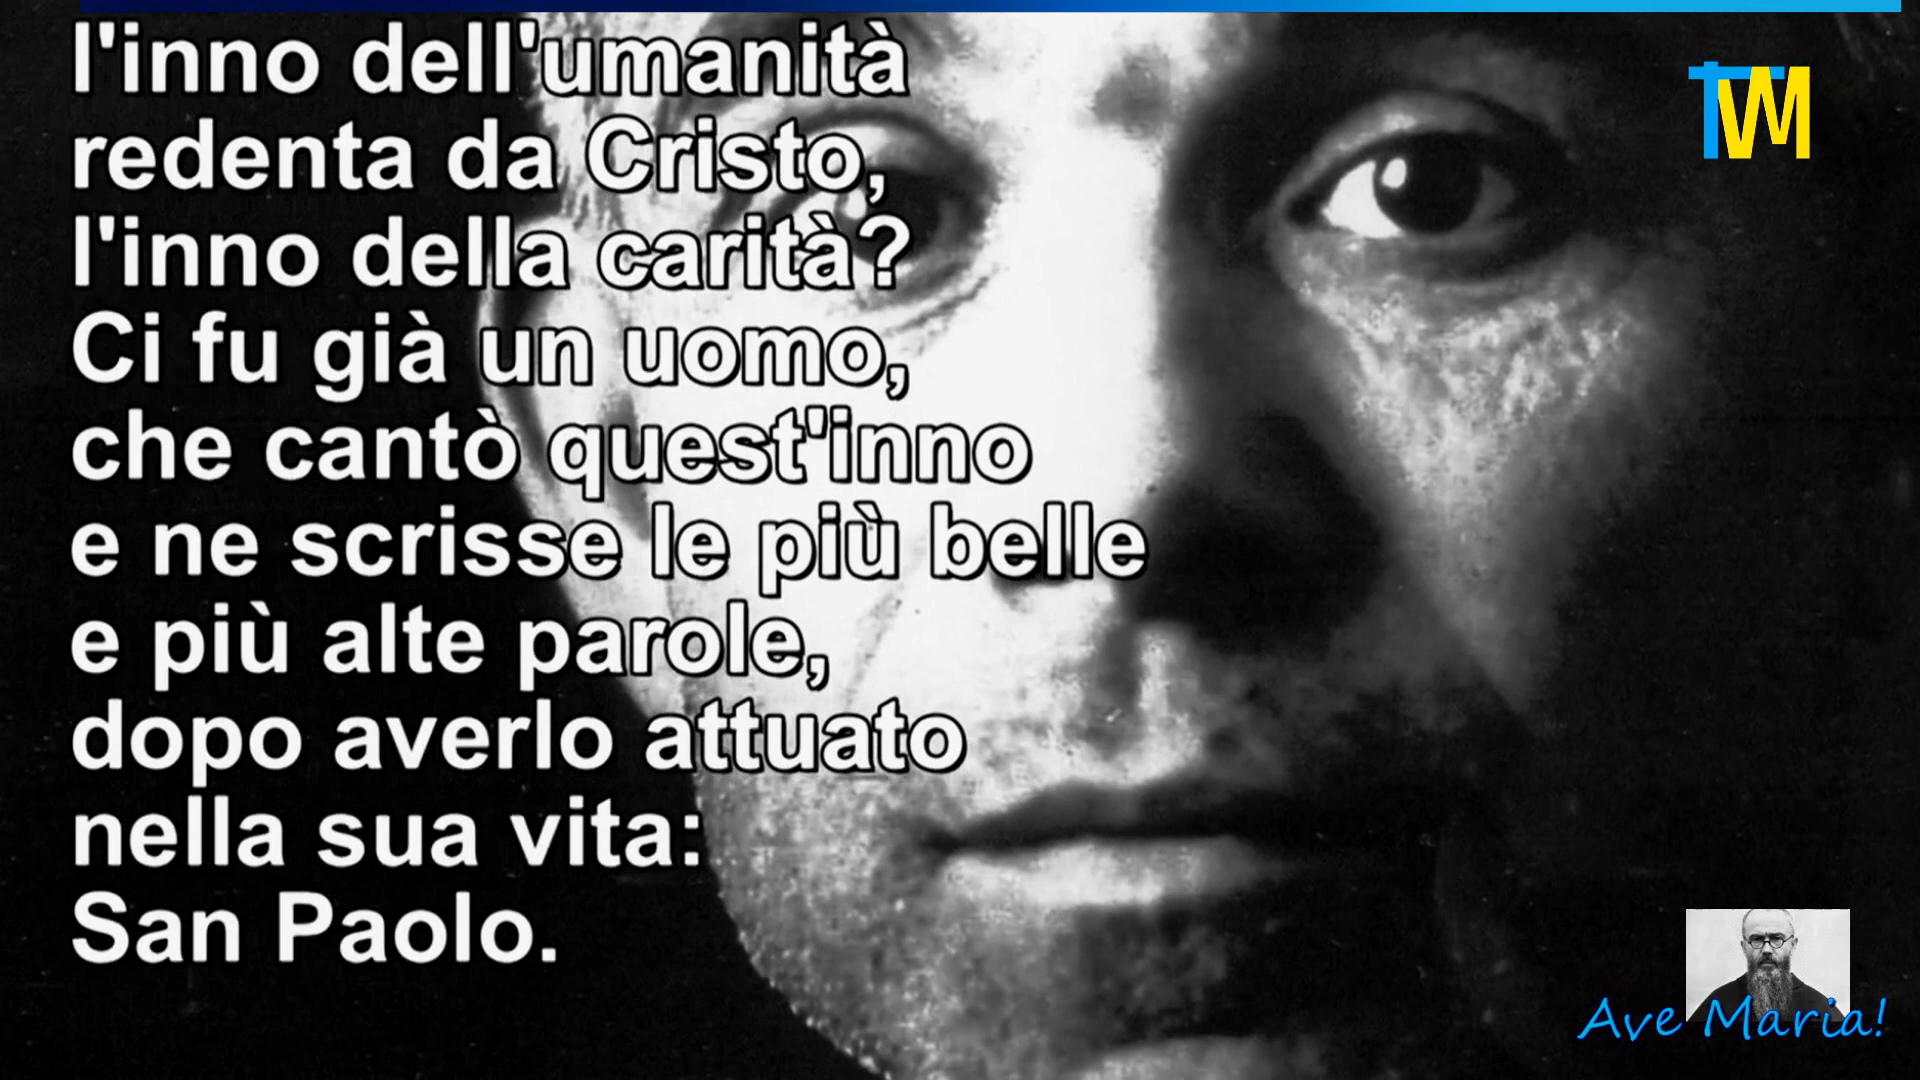 l'inno dell'umanità
redenta da Cristo,
l'inno della carità?
Ci fu già un uomo,
che cantò quest'inno
e ne scrisse le più belle
e più alte parole,
dopo averlo attuato
nella sua vita:
San Paolo.
TM
Ave Maria!